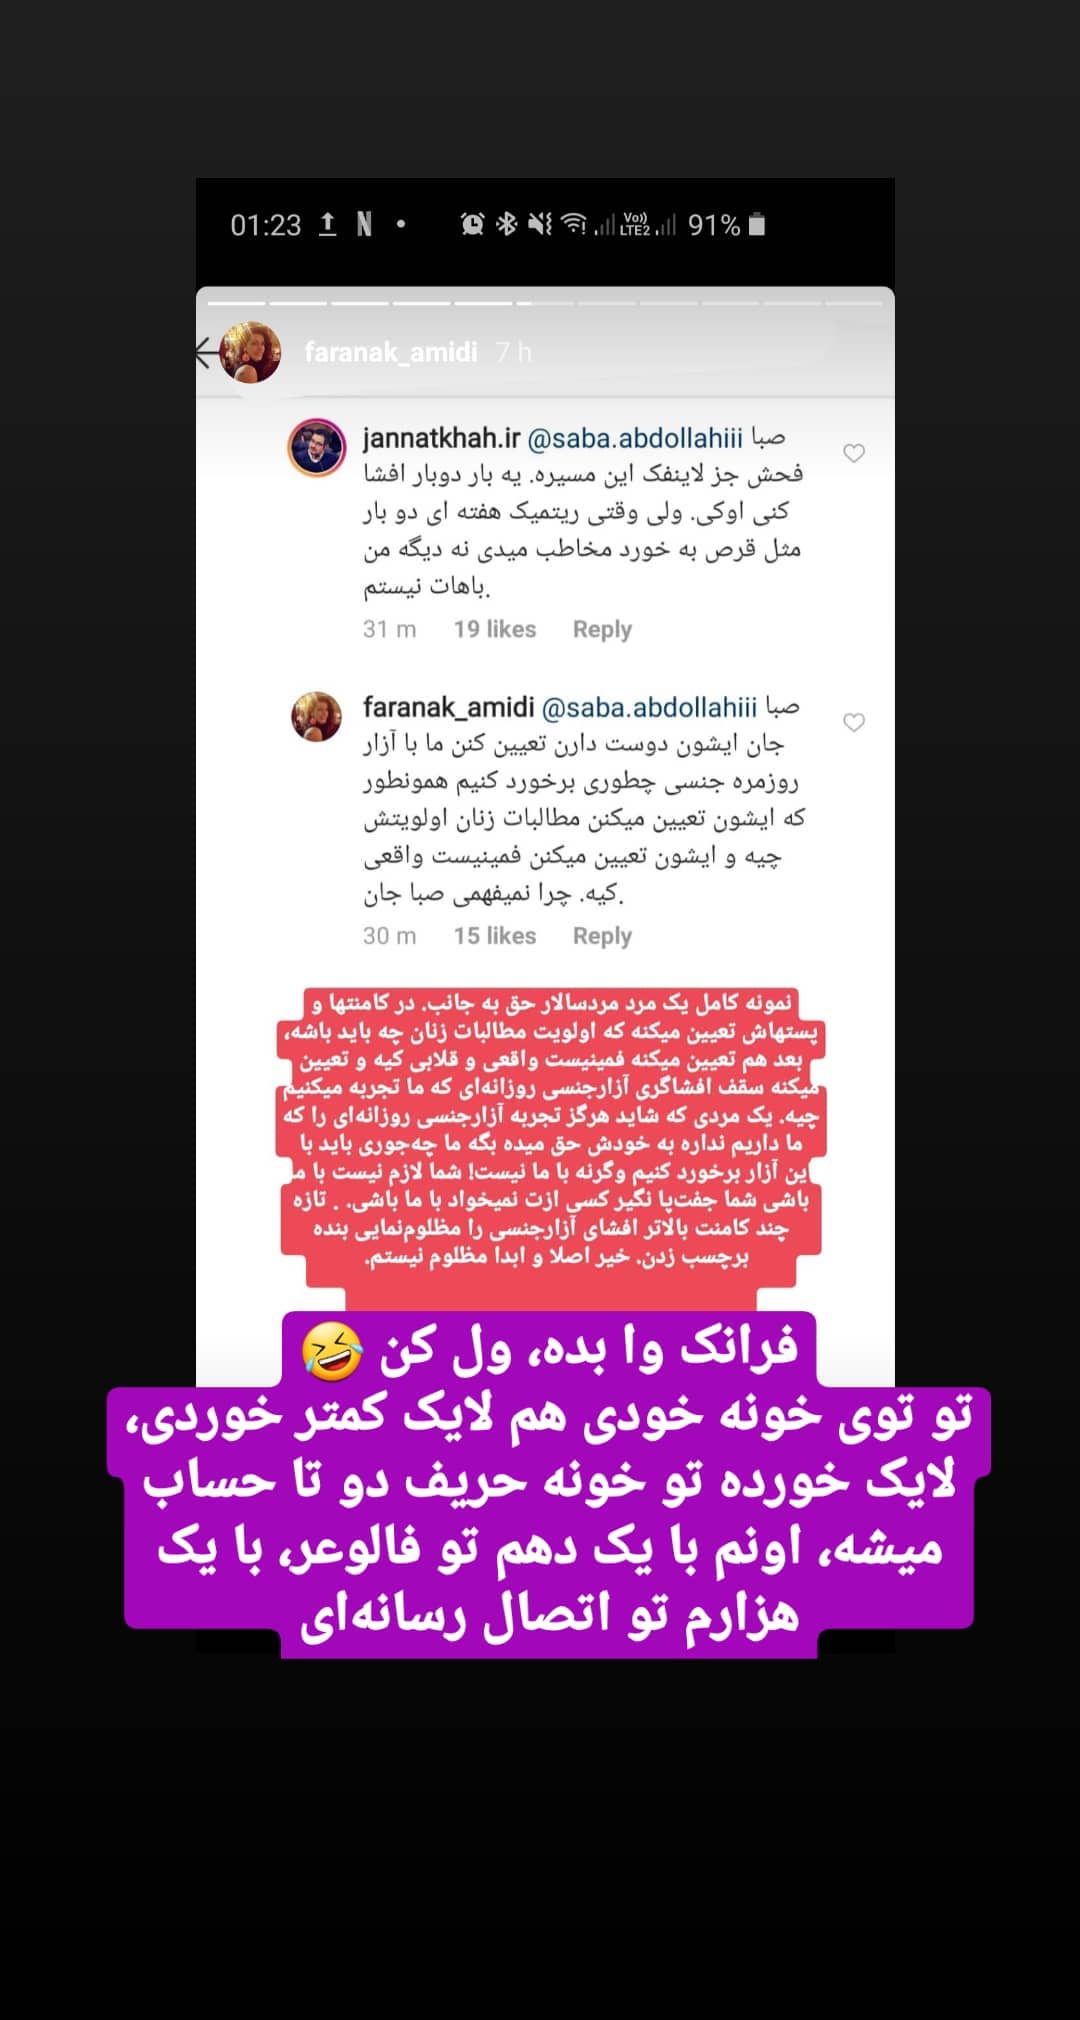 01:23 N VoD LTE2 91%
faranak_amidi 7 h
jannatkhah.ir @saba.abdollahiii صبا
فحش جز لاینفک این مسیره. یه بار دوبار افشا
کنی اوکی. ولی وقتی ریتمیک هفته ای دو بار
مثل قرص به خورد مخاطب میدی نه دیگه من
باهات نیستم.
31 m 19 likes Reply
faranak_amidi @saba.abdollahiii صبا
جان ایشون دوست دارن تعیین کنن ما با آزار
روزمره جنسی چطوری برخورد کنیم همونطور
که ایشون تعیین میکنن مطالبات زنان اولویتش
چیه و ایشون تعیین میکنن فمینیست واقعی
کیه. چرا نمیفهمی صبا جان.
30 m 15 likes Reply
نمونه کامل یک مرد مردسالار حق به جانب. در کامنتها و
پستهاش تعیین میکنه که اولویت مطالبات زنان چه باید باشه،
بعد هم تعیین میکنه فمینیست واقعی و قلابی کیه و تعیین
میکنه سقف افشاگری آزارجنسی روزانه‌ای که ما تجربه میکنیم
چیه. یک مردی که شاید هرگز تجربه آزارجنسی روزانه‌ای را که
ما داریم نداره به خودش حق میده بگه ما چه‌جوری باید با
این آزار برخورد کنیم وگرنه با ما نیست! شما لازم نیست با ما
باشی شما جفت‌پا نگیر کسی ازت نمیخواد با ما باشی. . تازه
چند کامنت بالاتر افشای آزارجنسی را مظلوم‌نمایی بنده
برچسب زدن. خیر اصلا و ابدا مظلوم نیستم.
فرانک وا بده، ول کن 🤣
تو توی خونه خودی هم لایک کمتر خوردی،
لایک خورده تو خونه حریف دو تا حساب
میشه، اونم با یک دهم تو فالوعر، با یک
هزارم تو اتصال رسانه‌ای